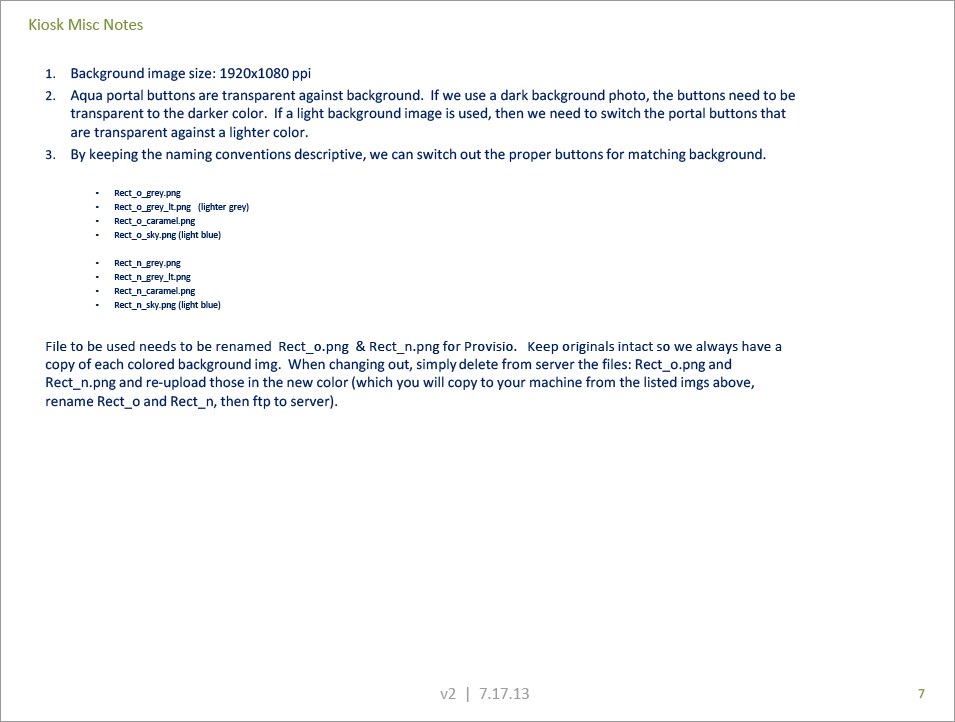 Kiosk Misc Notes
1. Background image size: 1920x1080 ppi
2. Aqua portal buttons are transparent against background. If we use a dark background photo, the buttons need to be
transparent to the darker color. If a light background image is used, then we need to switch the portal buttons that
are transparent against a lighter color.
3. By keeping the naming conventions descriptive, we can switch out the proper buttons for matching background.
- Rect_o_grey.png
- Rect_o_grey_lt.png (lighter grey)
- Rect_o_caramel.png
- Rect_o_sky.png (light blue)
- Rect_n_grey.png
- Rect_n_grey_lt.png
- Rect_n_caramel.png
- Rect_n_sky.png (light blue)
File to be used needs to be renamed Rect_o.png & Rect_n.png for Provisio. Keep originals intact so we always have a
copy of each colored background img. When changing out, simply delete from server the files: Rect_o.png and
Rect_n.png and re-upload those in the new color (which you will copy to your machine from the listed imgs above,
rename Rect_o and Rect_n, then ftp to server).
v2 | 7.17.13
7